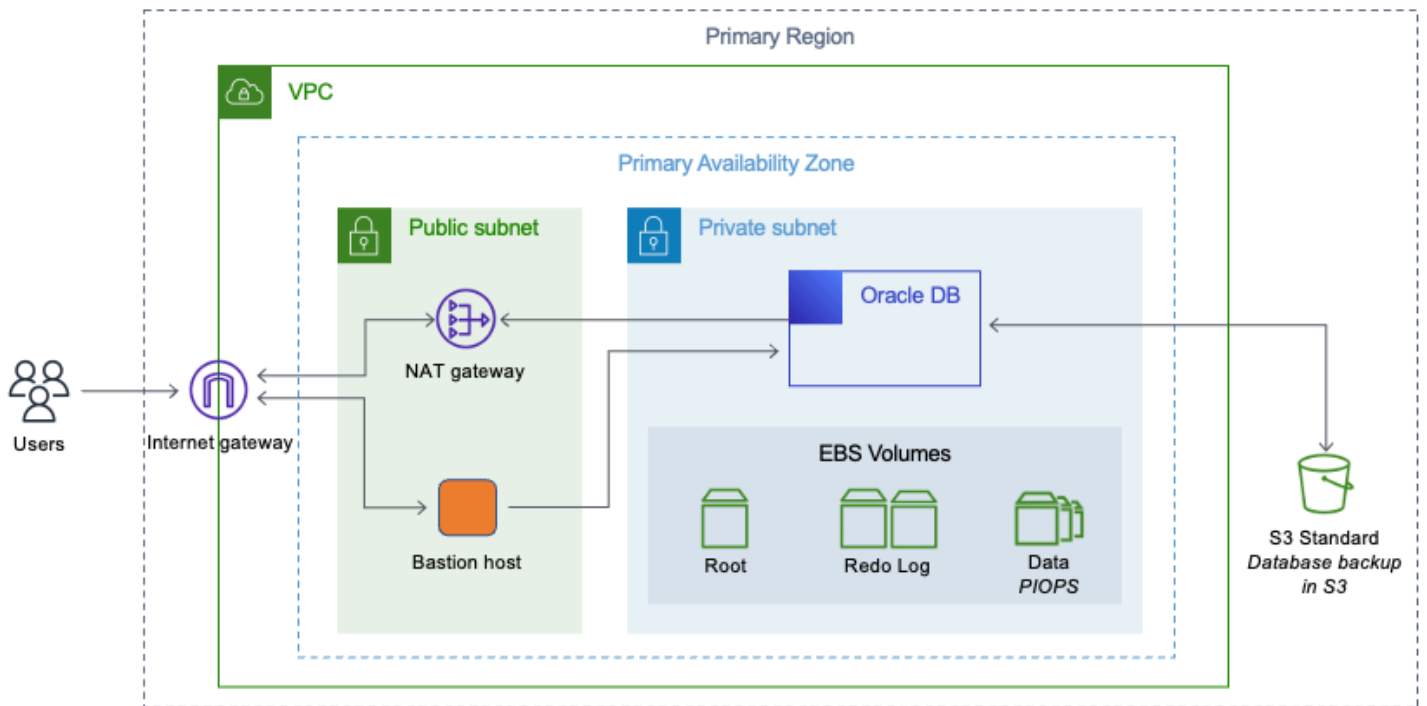 Primary Region
VPC
Primary Availability Zone
Public subnet
Private subnet
Oracle DB
NAT gateway
Users
Internet gateway
EBS Volumes
Bastion host
Root
Redo Log
Data
PIOPS
S3 Standard
Database backup
in S3